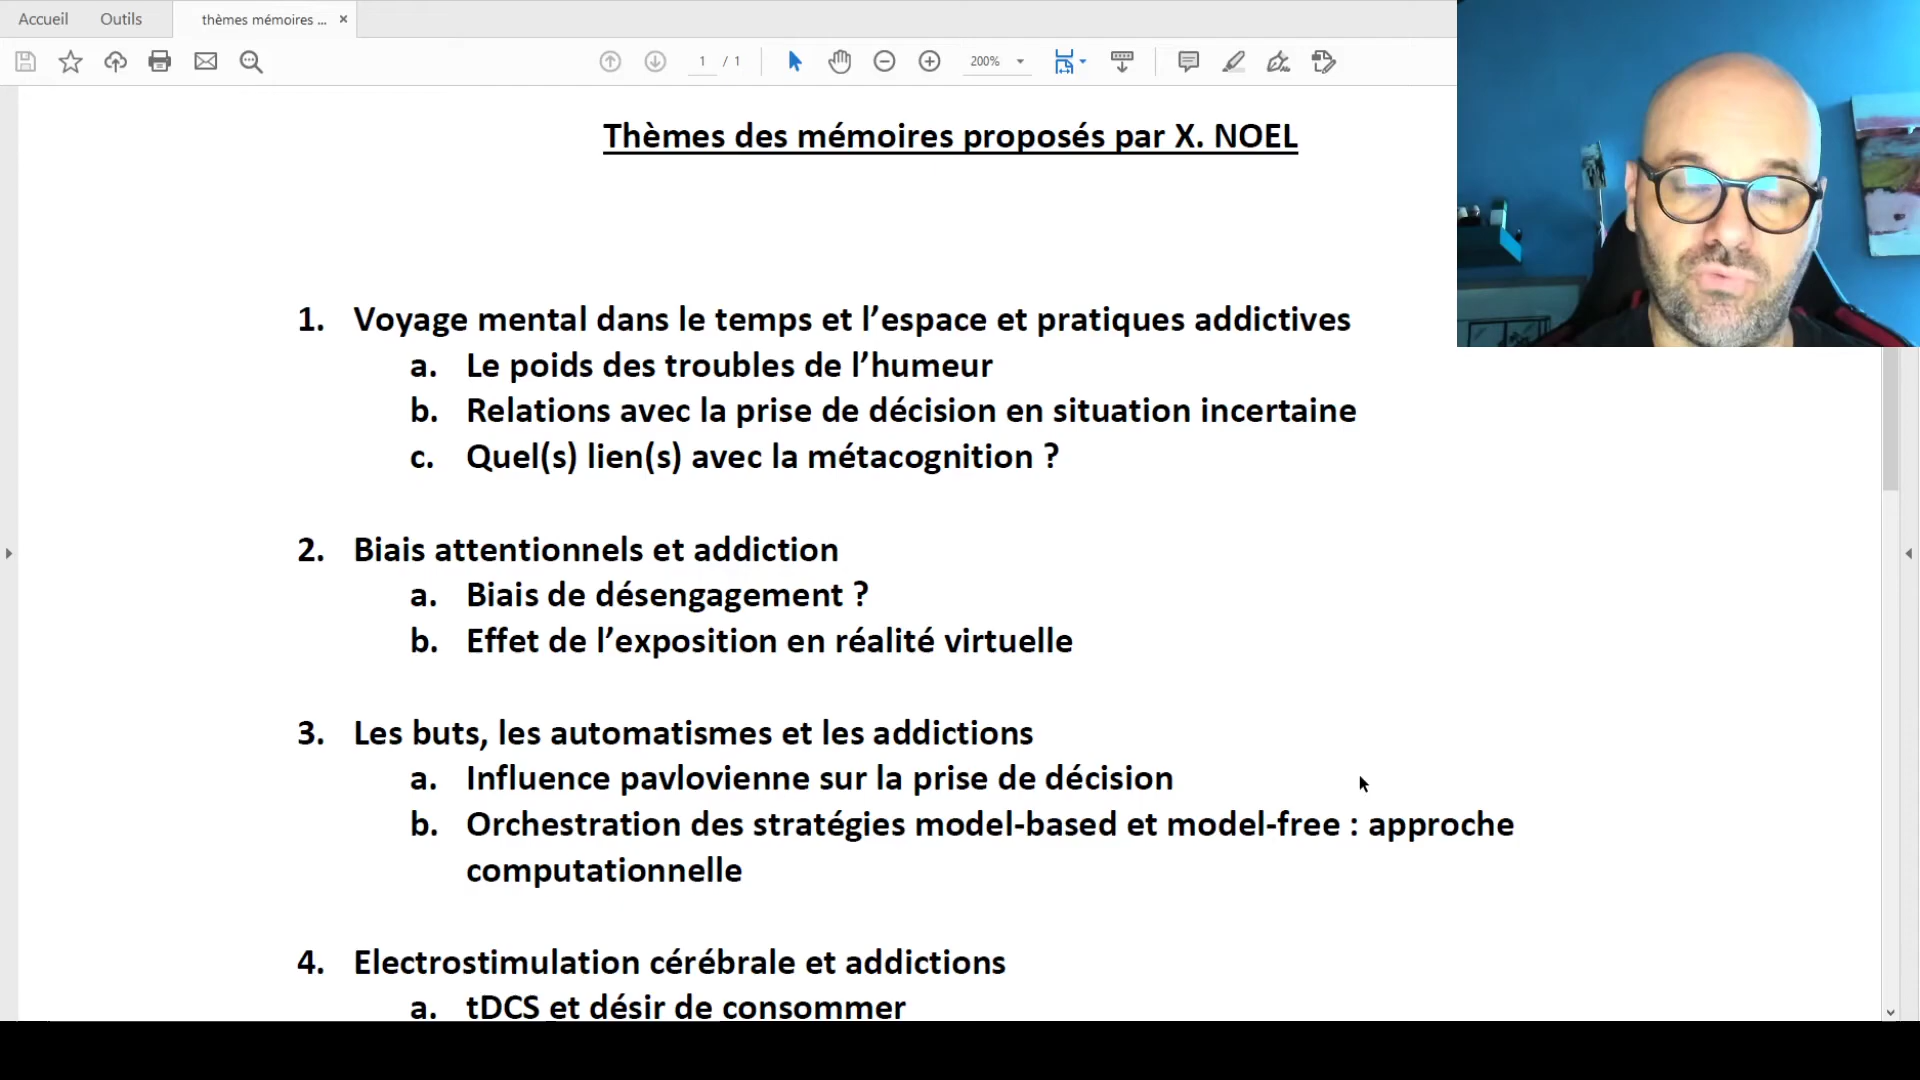 Accueil Outils thèmes mémoires ... ×
1 / 1 200%
Thèmes des mémoires proposés par X. NOEL
1. Voyage mental dans le temps et l’espace et pratiques addictives
a. Le poids des troubles de l’humeur
b. Relations avec la prise de décision en situation incertaine
c. Quel(s) lien(s) avec la métacognition ?
2. Biais attentionnels et addiction
a. Biais de désengagement ?
b. Effet de l’exposition en réalité virtuelle
3. Les buts, les automatismes et les addictions
a. Influence pavlovienne sur la prise de décision
b. Orchestration des stratégies model-based et model-free : approche
computationnelle
4. Electrostimulation cérébrale et addictions
a. tDCS et désir de consommer